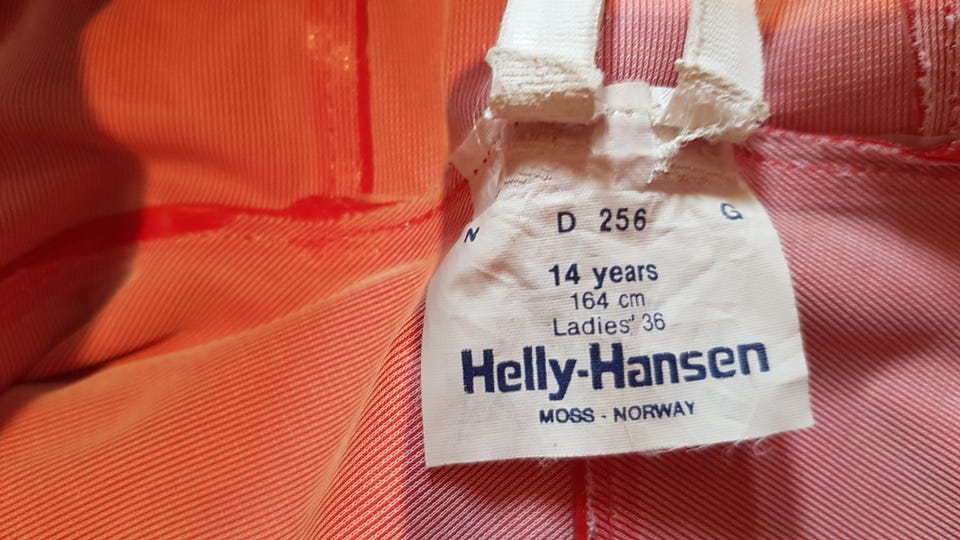 N D 256 G
14 years
164 cm
Ladies' 36
Helly-Hansen
MOSS - NORWAY